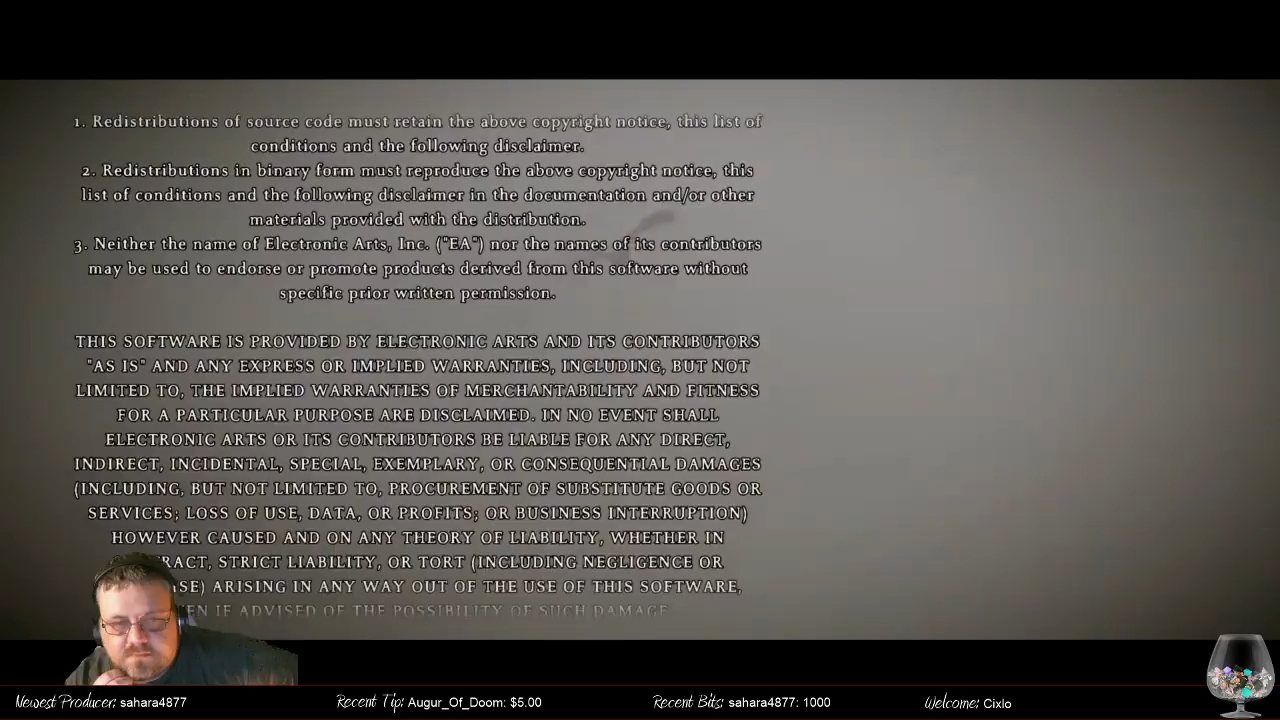 1. Redistributions of source code must retain the above copyright notice, this list of
conditions and the following disclaimer.
2. Redistributions in binary form must reproduce the above copyright notice, this
list of conditions and the following disclaimer in the documentation and/or other
materials provided with the distribution.
3. Neither the name of Electronic Arts, Inc. ("EA") nor the names of its contributors
may be used to endorse or promote products derived from this software without
specific prior written permission.
THIS SOFTWARE IS PROVIDED BY ELECTRONIC ARTS AND ITS CONTRIBUTORS
"AS IS" AND ANY EXPRESS OR IMPLIED WARRANTIES, INCLUDING, BUT NOT
LIMITED TO, THE IMPLIED WARRANTIES OF MERCHANTABILITY AND FITNESS
FOR A PARTICULAR PURPOSE ARE DISCLAIMED. IN NO EVENT SHALL
ELECTRONIC ARTS OR ITS CONTRIBUTORS BE LIABLE FOR ANY DIRECT,
INDIRECT, INCIDENTAL, SPECIAL, EXEMPLARY, OR CONSEQUENTIAL DAMAGES
(INCLUDING, BUT NOT LIMITED TO, PROCUREMENT OF SUBSTITUTE GOODS OR
SERVICES; LOSS OF USE, DATA, OR PROFITS; OR BUSINESS INTERRUPTION)
HOWEVER CAUSED AND ON ANY THEORY OF LIABILITY, WHETHER IN
STRICT LIABILITY, OR TORT (INCLUDING NEGLIGENCE OR
ARISING IN ANY WAY OUT OF THE USE OF THIS SOFTWARE,
IF ADVISED OF THE POSSIBILITY OF SUCH DAMAGE
Newest Producer: sahara4877 Recent Tip: Augur_Of_Doom: $5.00 Recent Bits: sahara4877: 1000 Welcome: Cixlo